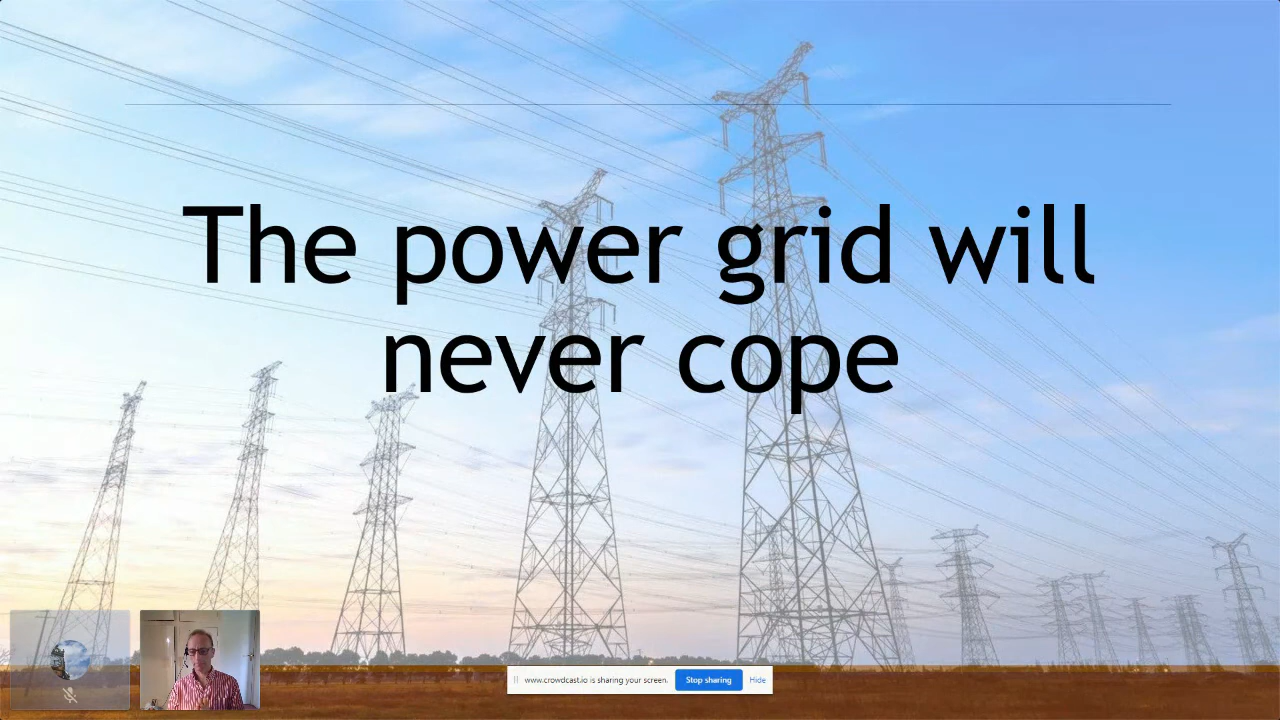 The power grid will
never cope
www.crowdcast.io is sharing your screen.
Stop sharing
Hide